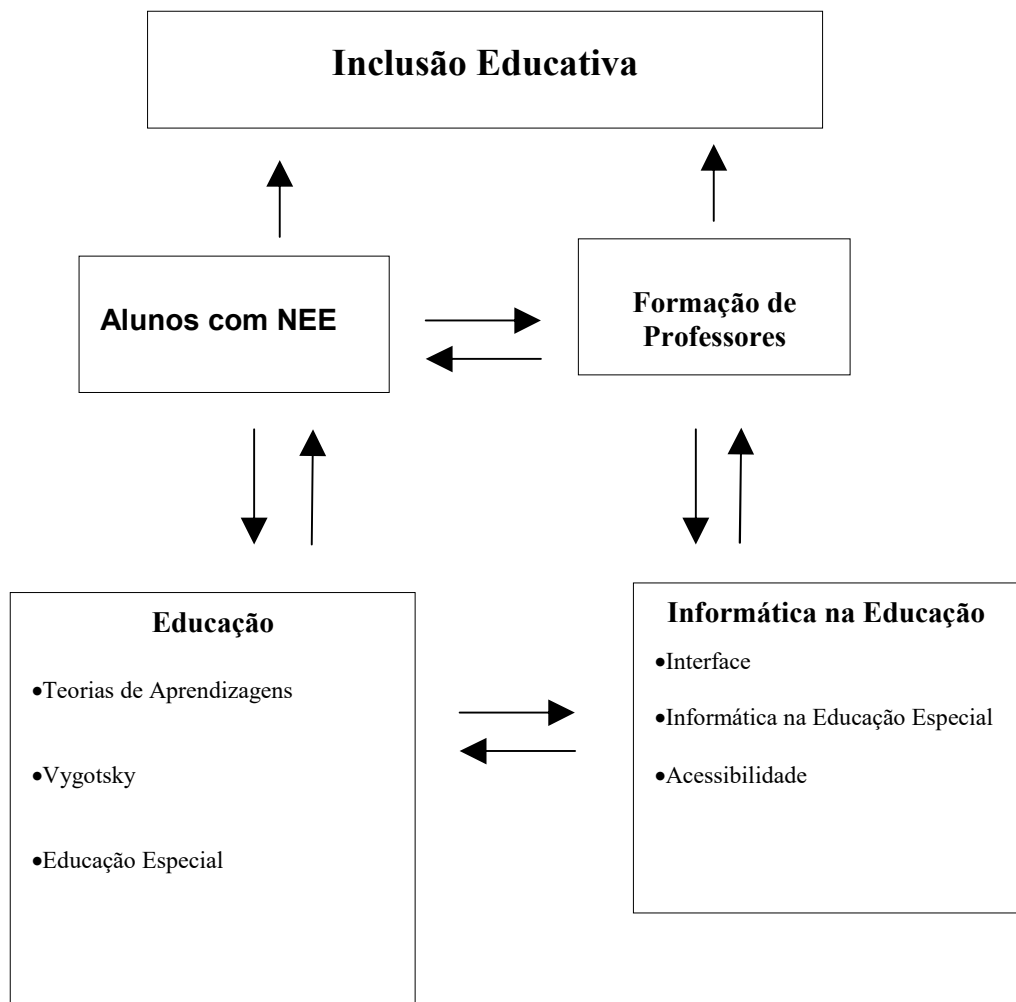 Inclusão Educativa
Alunos com NEE
Formação de
Professores
Educação
•Teorias de Aprendizagens
•Vygotsky
•Educação Especial
Informática na Educação
•Interface
•Informática na Educação Especial
•Acessibilidade